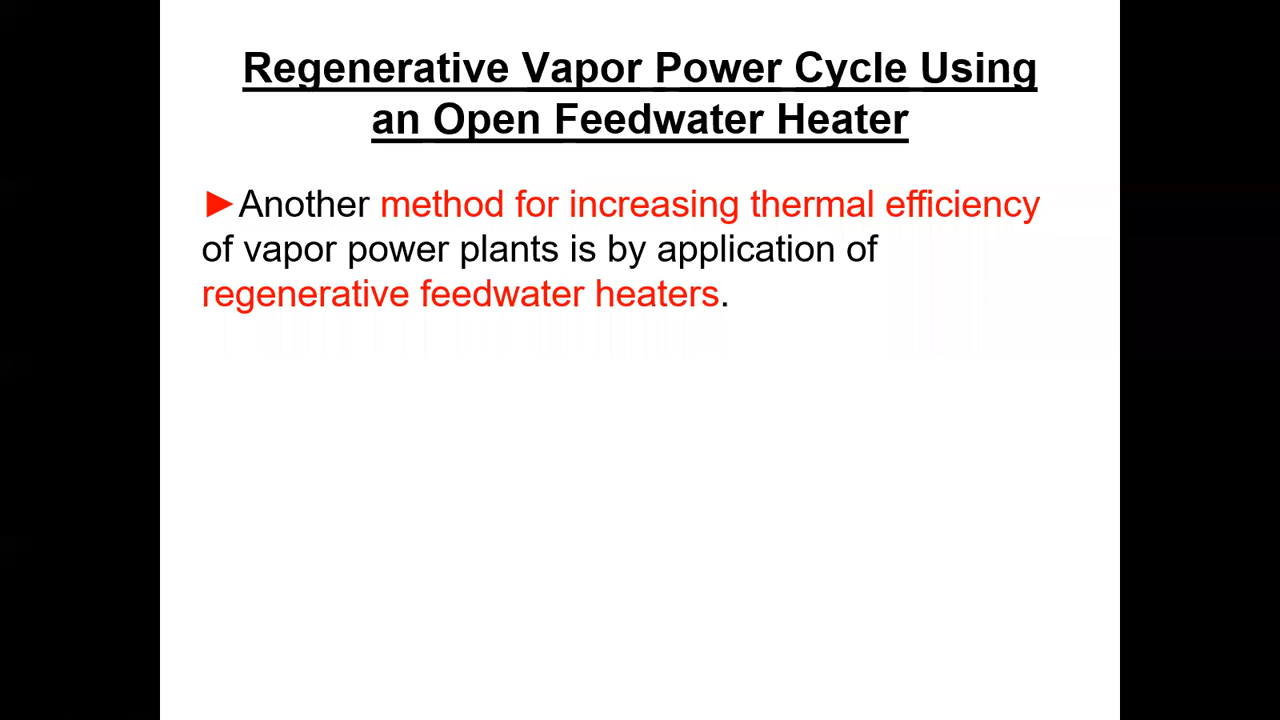 Regenerative Vapor Power Cycle Using
an Open Feedwater Heater
►Another method for increasing thermal efficiency
of vapor power plants is by application of
regenerative feedwater heaters.